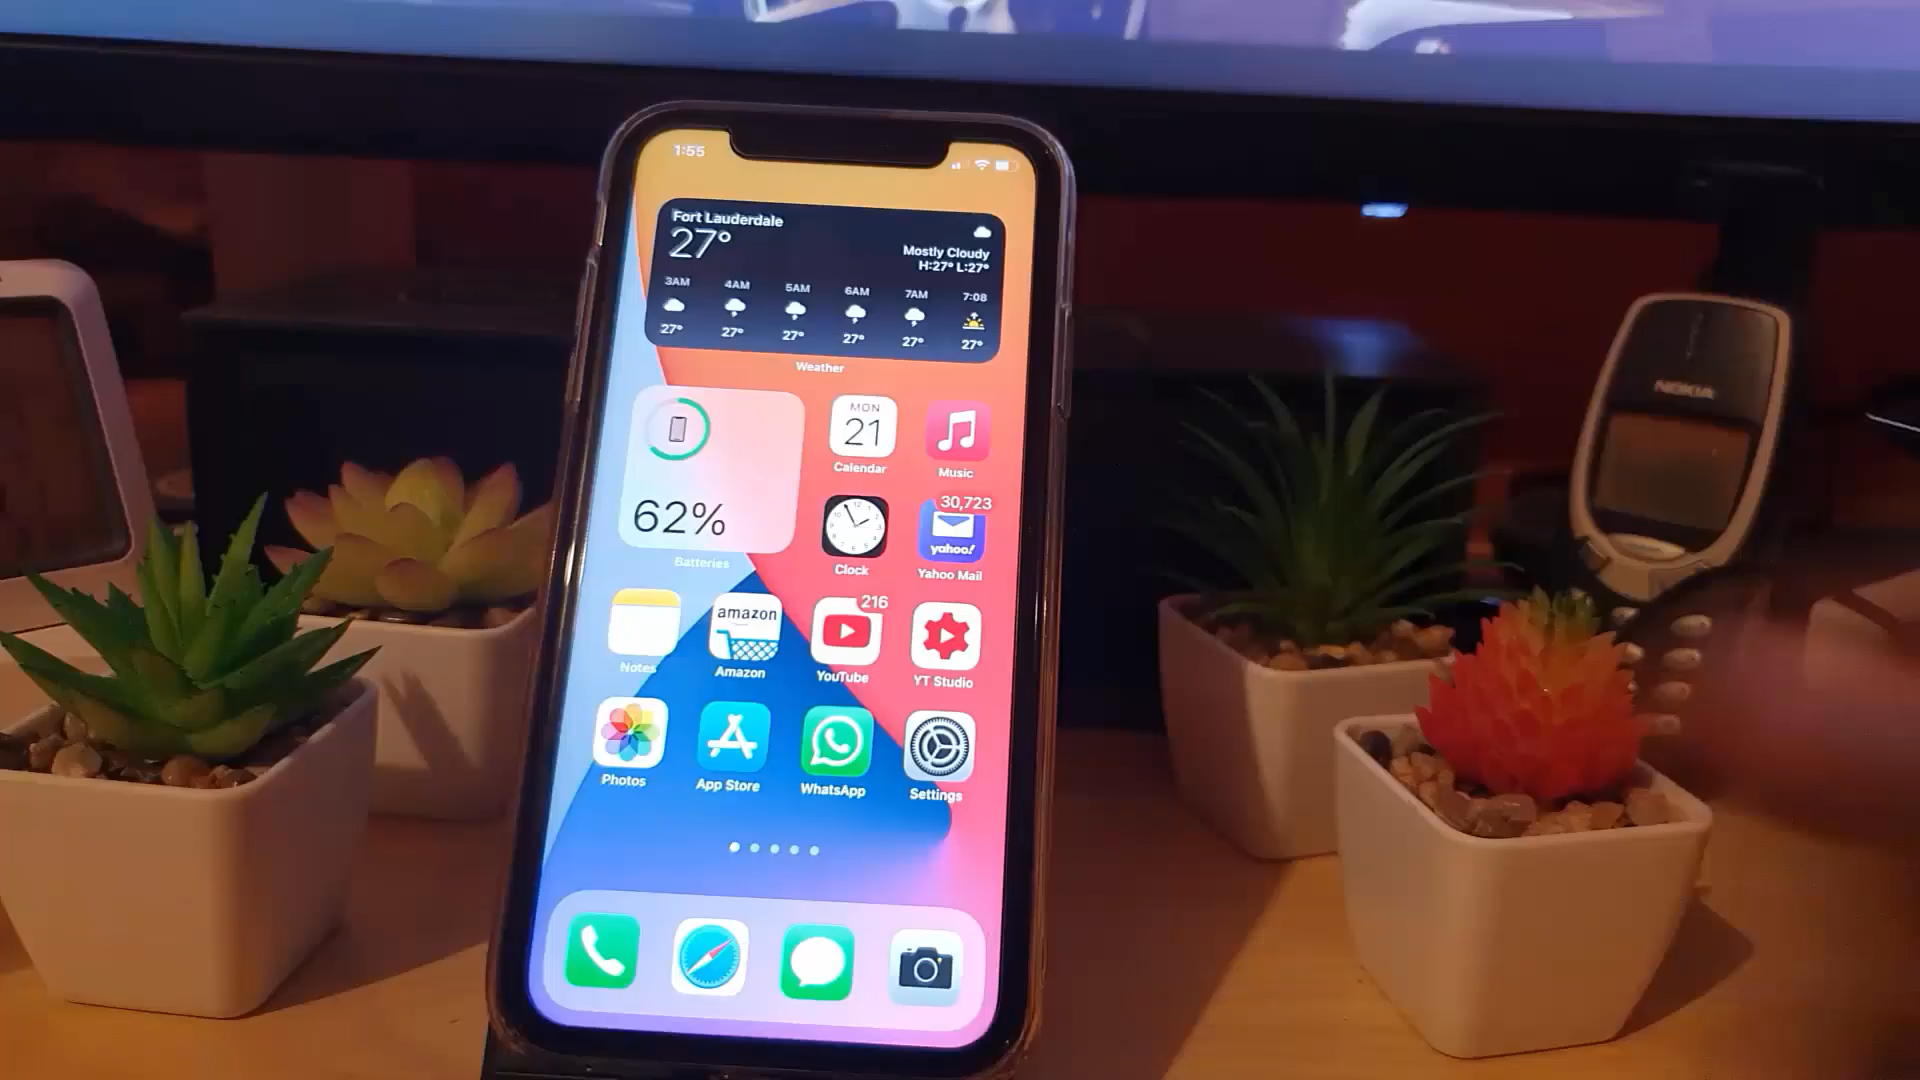 1:55
Fort Lauderdale
27°
Mostly Cloudy
H:27° L:27°
3AM 4AM 5AM 6AM 7AM 7:08
27° 27° 27° 27° 27° 27°
Weather
MON
21
Calendar
Music
62%
Batteries
30,723
yahoo!
Clock
Yahoo Mail
amazon
216
Notes
Amazon
YouTube
YT Studio
Photos
App Store
WhatsApp
Settings
NOKIA